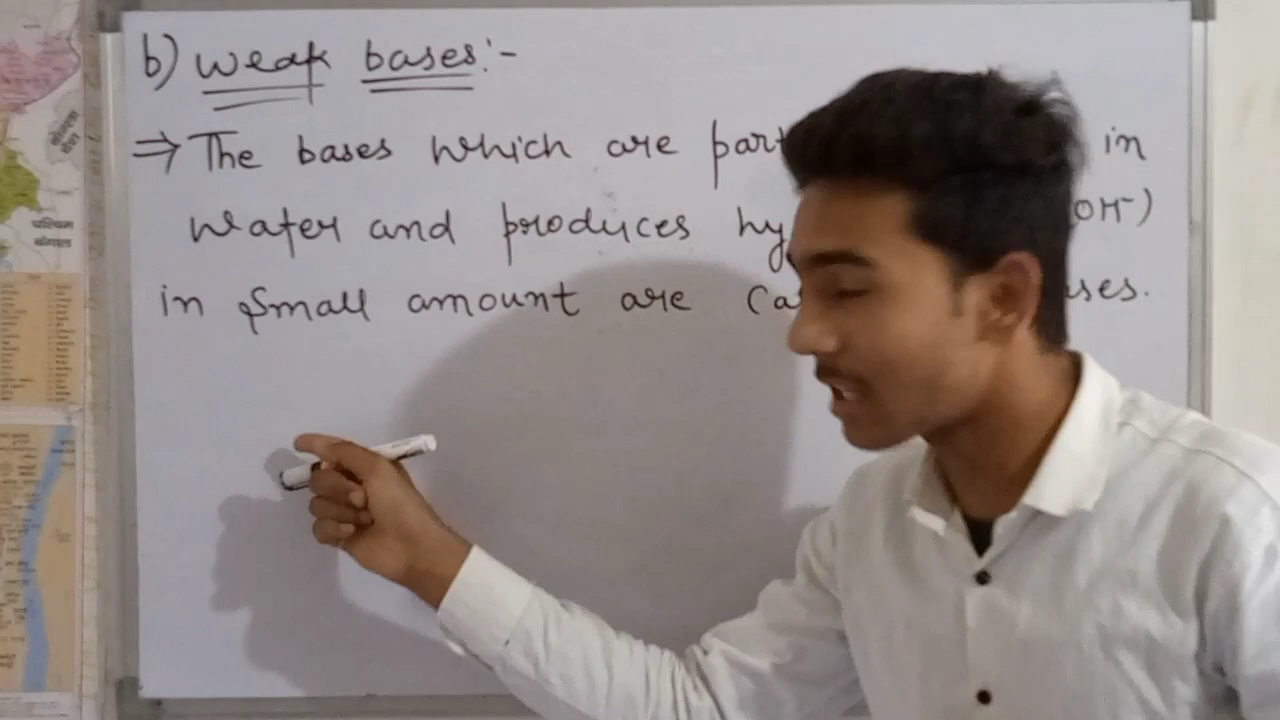 b) weak bases:-
⇒ The bases which are part in
water and produces hy OH⁻)
in small amount are ca ses.
पश्चिम
बंगाल